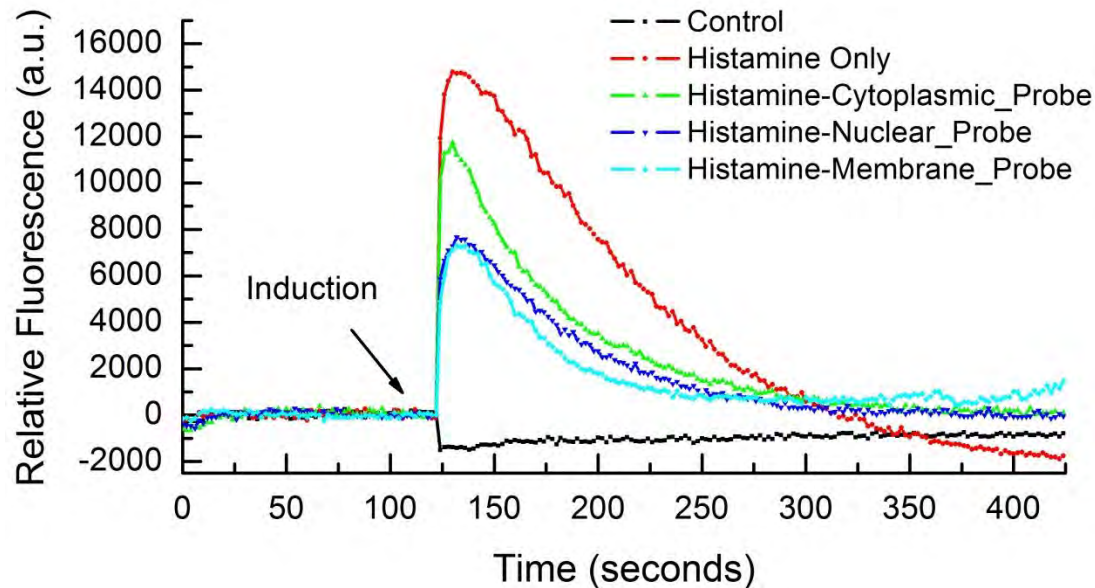 Control
Histamine Only
Histamine-Cytoplasmic_Probe
Histamine-Nuclear_Probe
Histamine-Membrane_Probe
Relative Fluorescence (a.u.)
16000
14000
12000
10000
8000
6000
4000
2000
0
-2000
Induction
0 50 100 150 200 250 300 350 400
Time (seconds)